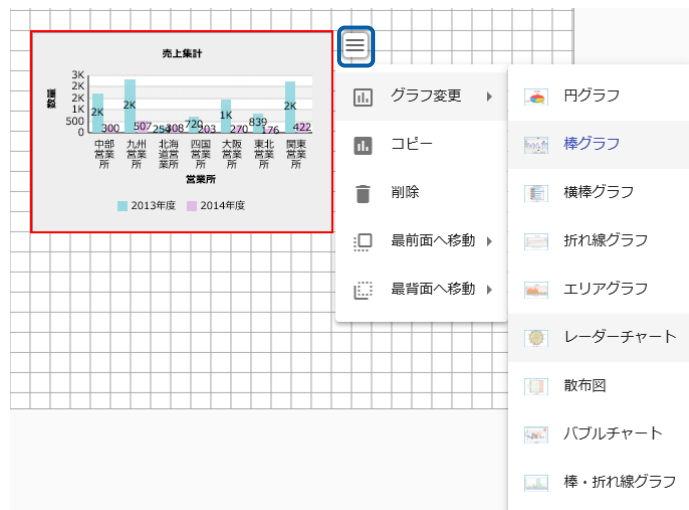 売上集計
数量
3K
2K
2K
1K
500
0
2K
300
2K
507
254
308
720
203
1K
270
839
176
2K
422
中部営業所
九州営業所
北海道営業所
四国営業所
大阪営業所
東北営業所
関東営業所
営業所
2013年度 2014年度
グラフ変更
コピー
削除
最前面へ移動
最背面へ移動
円グラフ
棒グラフ
横棒グラフ
折れ線グラフ
エリアグラフ
レーダーチャート
散布図
バブルチャート
棒・折れ線グラフ